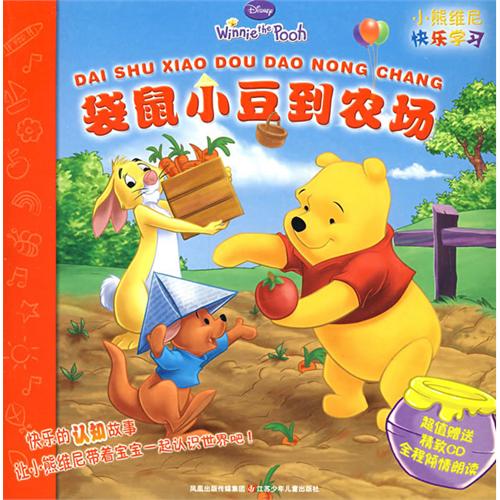 Disney
Winnie the Pooh
小熊维尼
快乐学习
DAI SHU XIAO DOU DAO NONG CHANG
袋鼠小豆到农场
快乐的认知故事
让小熊维尼带着宝宝一起认识世界吧！
超值赠送
精致CD
全程倾情朗读
凤凰出版传媒集团 江苏少年儿童出版社